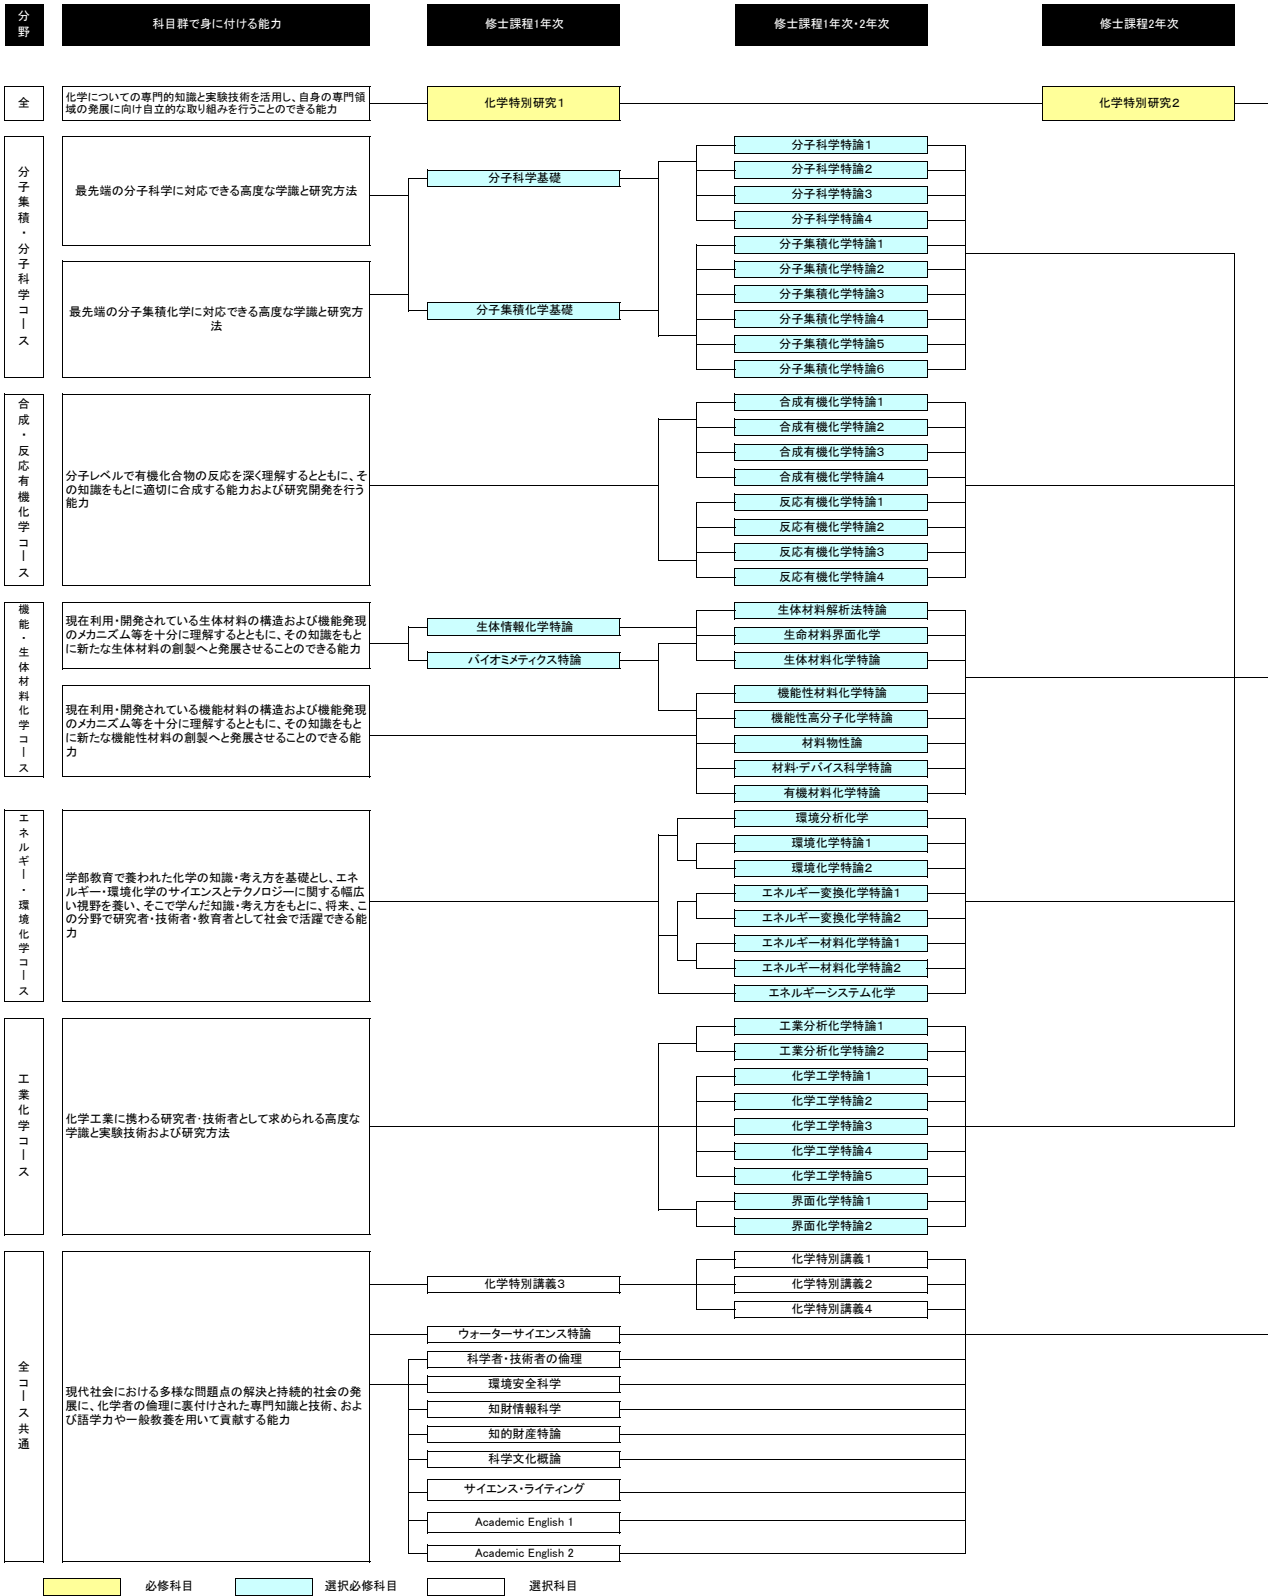 分野
科目群で身に付ける能力
修士課程1年次
修士課程1年次・2年次
修士課程2年次
全
化学についての専門的知識と実験技術を活用し、自身の専門領
域の発展に向け自立的な取り組みを行うことのできる能力
化学特別研究1
化学特別研究2
分子集積・分子科学コース
最先端の分子科学に対応できる高度な学識と研究方法
最先端の分子集積化学に対応できる高度な学識と研究方
法
分子科学基礎
分子集積化学基礎
分子科学特論1
分子科学特論2
分子科学特論3
分子科学特論4
分子集積化学特論1
分子集積化学特論2
分子集積化学特論3
分子集積化学特論4
分子集積化学特論5
分子集積化学特論6
合成・反応有機化学コース
分子レベルで有機化合物の反応を深く理解するとともに、そ
の知識をもとに適切に合成する能力および研究開発を行う
能力
合成有機化学特論1
合成有機化学特論2
合成有機化学特論3
合成有機化学特論4
反応有機化学特論1
反応有機化学特論2
反応有機化学特論3
反応有機化学特論4
機能・生体材料化学コース
現在利用・開発されている生体材料の構造および機能発現
のメカニズム等を十分に理解するとともに、その知識をもと
に新たな生体材料の創製へと発展させることのできる能力
現在利用・開発されている機能材料の構造および機能発現
のメカニズム等を十分に理解するとともに、その知識をもと
に新たな機能性材料の創製へと発展させることのできる能
力
生体情報化学特論
バイオミメティクス特論
生体材料解析法特論
生命材料界面化学
生体材料化学特論
機能性材料化学特論
機能性高分子化学特論
材料物性論
材料・デバイス科学特論
有機材料化学特論
エネルギー・環境化学コース
学部教育で養われた化学の知識・考え方を基礎とし、エネ
ルギー・環境化学のサイエンスとテクノロジーに関する幅広
い視野を養い、そこで学んだ知識・考え方をもとに、将来、こ
の分野で研究者・技術者・教育者として社会で活躍できる能
力
環境分析化学
環境化学特論1
環境化学特論2
エネルギー変換化学特論1
エネルギー変換化学特論2
エネルギー材料化学特論1
エネルギー材料化学特論2
エネルギーシステム化学
工業化学コース
化学工業に携わる研究者・技術者として求められる高度な
学識と実験技術および研究方法
工業分析化学特論1
工業分析化学特論2
化学工学特論1
化学工学特論2
化学工学特論3
化学工学特論4
化学工学特論5
界面化学特論1
界面化学特論2
全コース共通
現代社会における多様な問題点の解決と持続的社会の発
展に、化学者の倫理に裏付けされた専門知識と技術、およ
び語学力や一般教養を用いて貢献する能力
化学特別講義3
化学特別講義1
化学特別講義2
化学特別講義4
ウォーターサイエンス特論
科学者・技術者の倫理
環境安全科学
知財情報科学
知的財産特論
科学文化概論
サイエンス・ライティング
Academic English 1
Academic English 2
必修科目
選択必修科目
選択科目